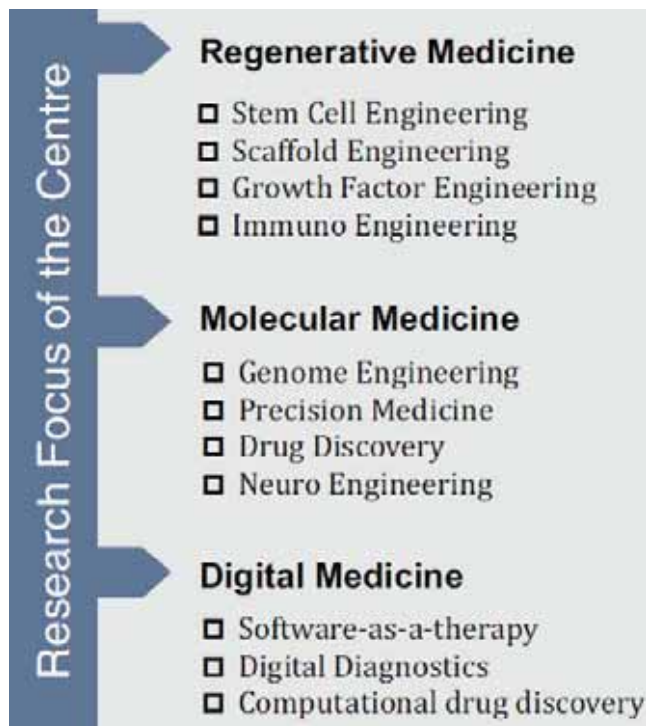 Research Focus of the Centre
Regenerative Medicine
Stem Cell Engineering
Scaffold Engineering
Growth Factor Engineering
Immuno Engineering
Molecular Medicine
Genome Engineering
Precision Medicine
Drug Discovery
Neuro Engineering
Digital Medicine
Software-as-a-therapy
Digital Diagnostics
Computational drug discovery